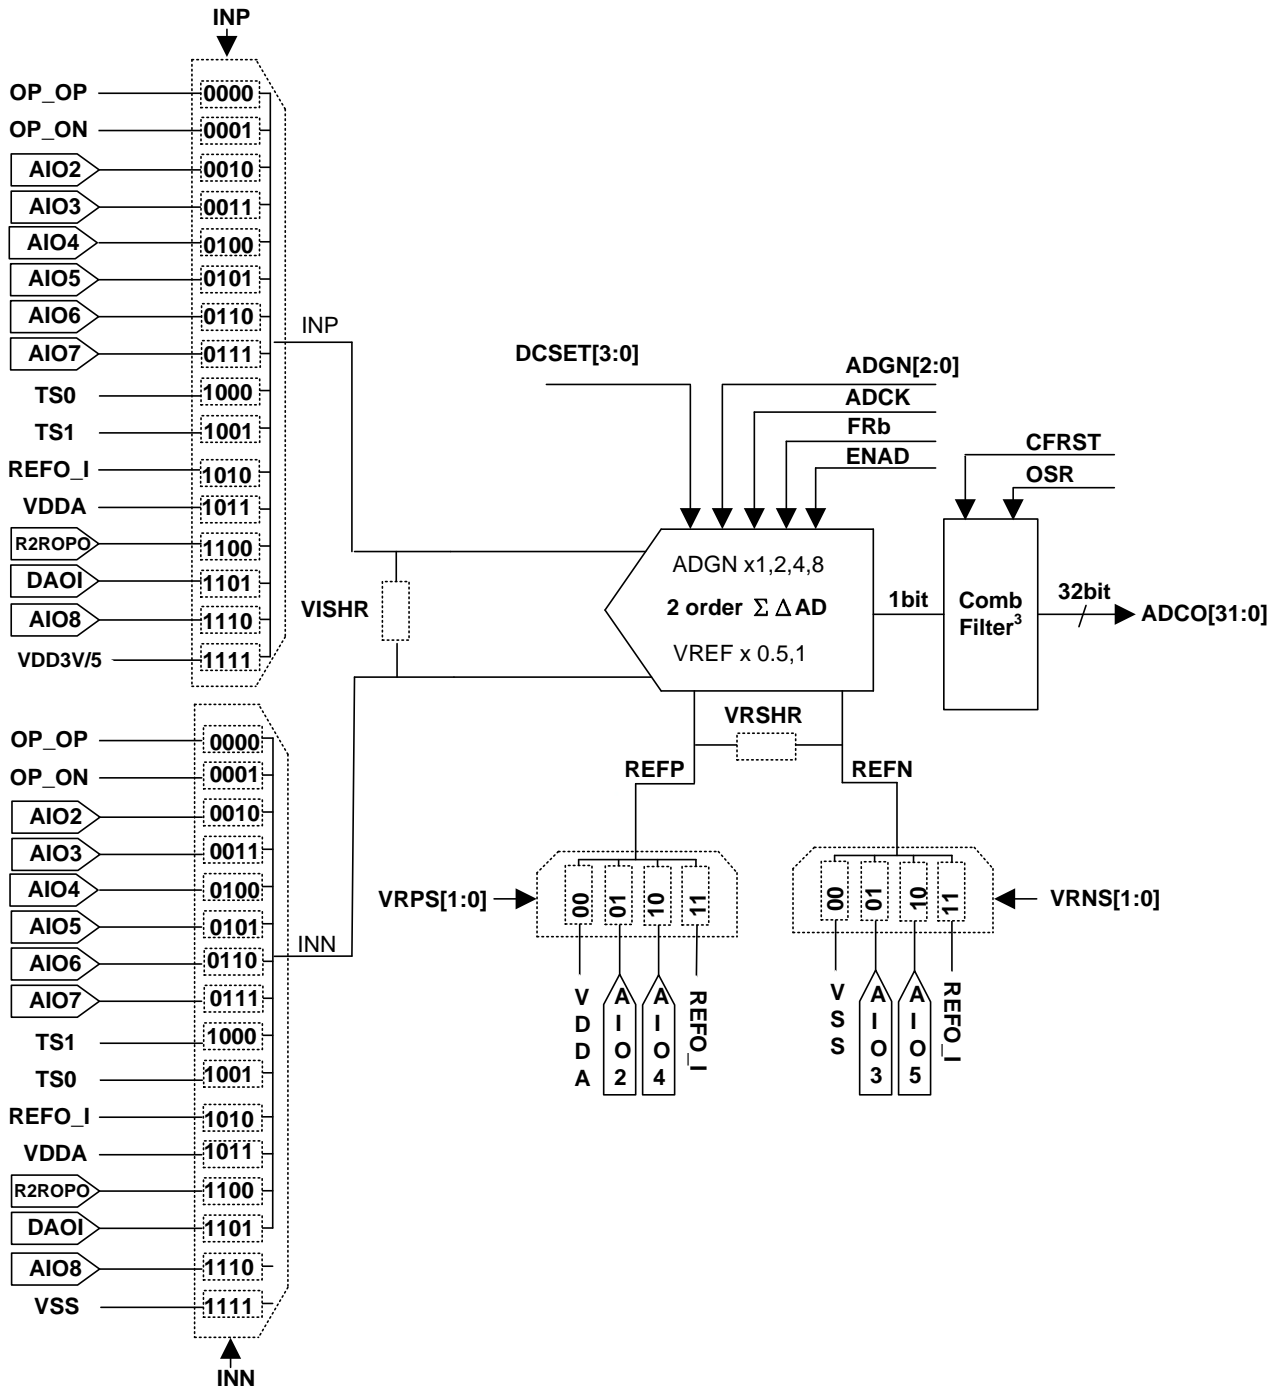 INP
OP_OP 0000
OP_ON 0001
AIO2 0010
AIO3 0011
AIO4 0100
AIO5 0101
AIO6 0110
AIO7 0111
TS0 1000
TS1 1001
REFO_I 1010
VDDA 1011
R2ROPO 1100
DAOI 1101
AIO8 1110
VDD3V/5 1111
INP
VISHR
DCSET[3:0]
ADGN[2:0]
ADCK
FRb
ENAD
CFRST
OSR
ADGN x1,2,4,8
2 order Σ Δ AD
VREF x 0.5,1
1bit
Comb
Filter³
32bit
ADCO[31:0]
VRSHR
REFP
REFN
VRPS[1:0]
00
01
10
11
VDDA
AIO2
AIO4
REFO_I
00
01
10
11
VRNS[1:0]
VSS
AIO3
AIO5
REFO_I
OP_OP 0000
OP_ON 0001
AIO2 0010
AIO3 0011
AIO4 0100
AIO5 0101
AIO6 0110
AIO7 0111
TS1 1000
TS0 1001
REFO_I 1010
VDDA 1011
R2ROPO 1100
DAOI 1101
AIO8 1110
VSS 1111
INN
INN